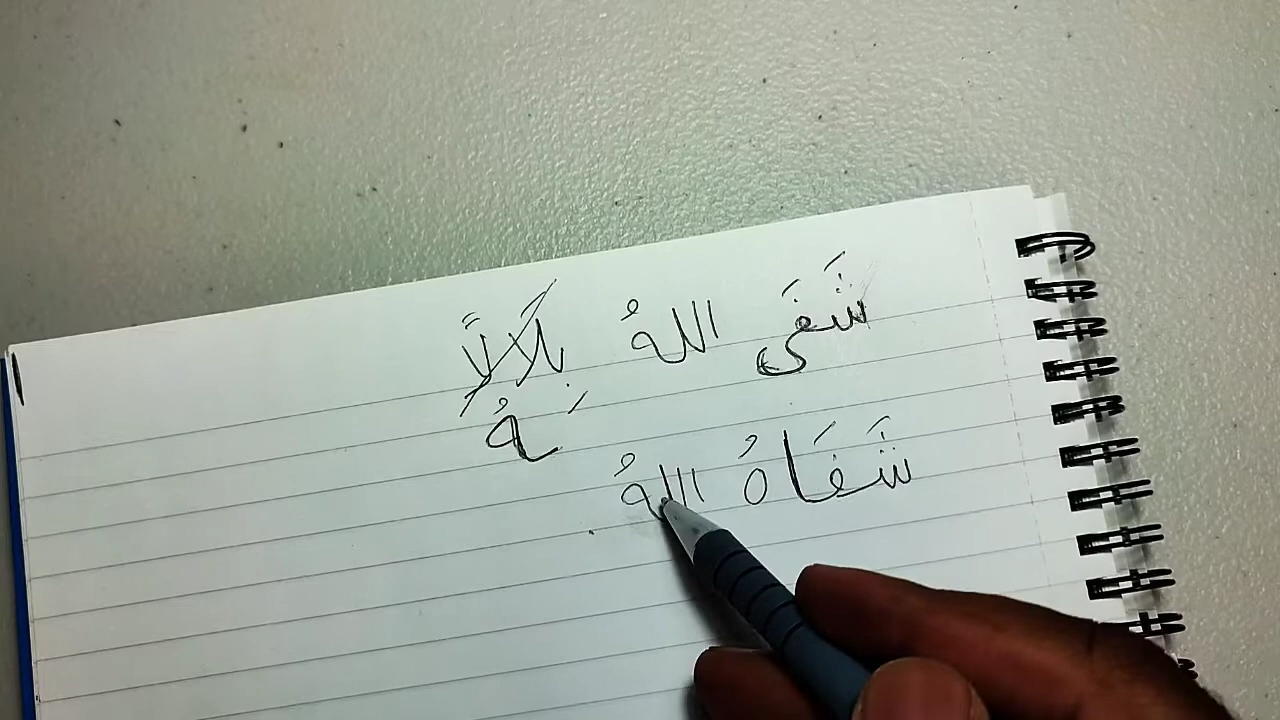 شَفَى اللهُ بِلَالًا
ـَهُ
شَفَاهُ اللهُ